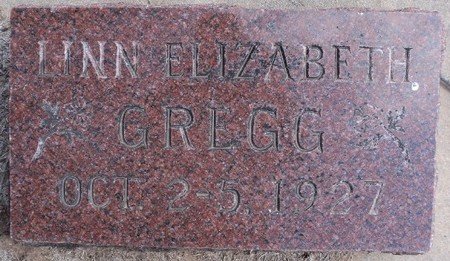 LINN ELIZABETH
GREGG
OCT. 2-5, 1927